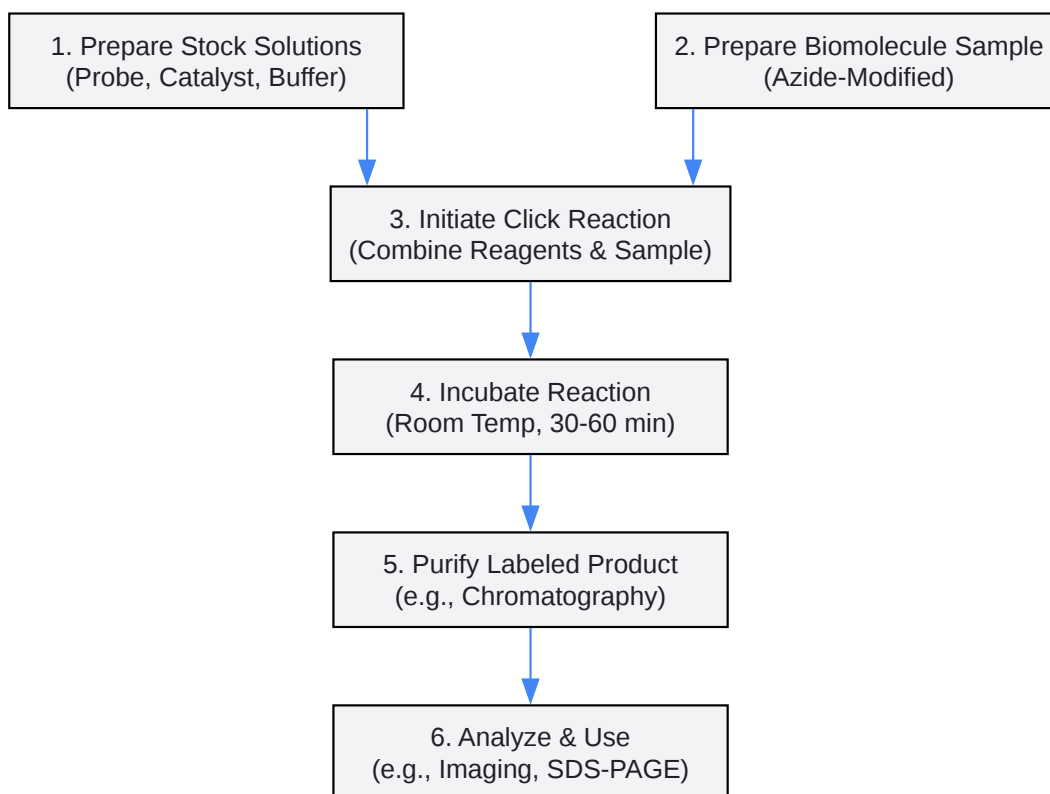 1. Prepare Stock Solutions
(Probe, Catalyst, Buffer)
2. Prepare Biomolecule Sample
(Azide-Modified)
3. Initiate Click Reaction
(Combine Reagents & Sample)
4. Incubate Reaction
(Room Temp, 30-60 min)
5. Purify Labeled Product
(e.g., Chromatography)
6. Analyze & Use
(e.g., Imaging, SDS-PAGE)